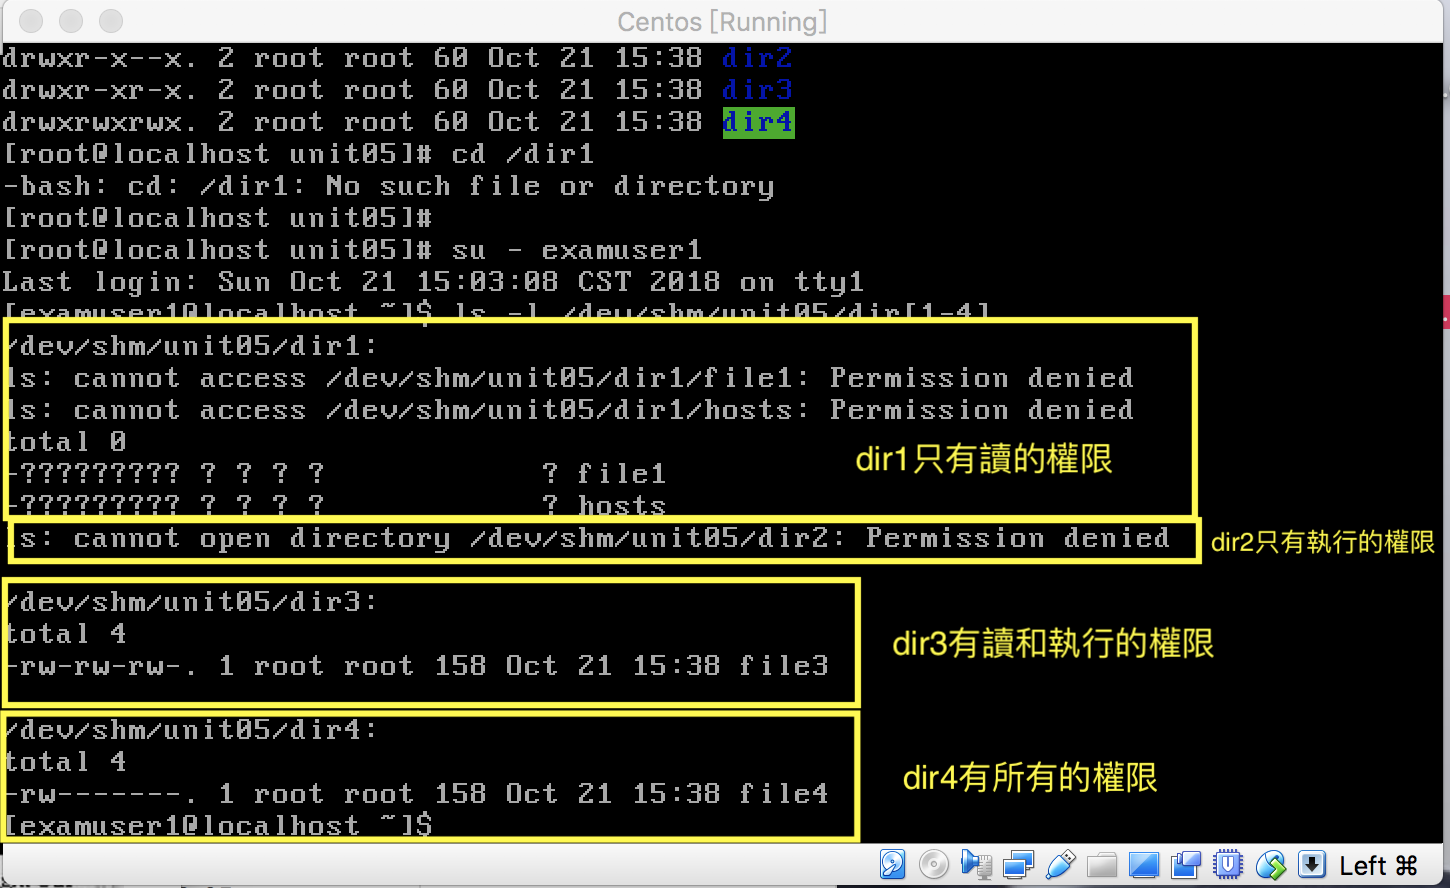 Centos [Running]
drwxr-x--x. 2 root root 60 Oct 21 15:38 dir2
drwxr-xr-x. 2 root root 60 Oct 21 15:38 dir3
drwxrwxrwx. 2 root root 60 Oct 21 15:38 dir4
[root@localhost unit05]# cd /dir1
-bash: cd: /dir1: No such file or directory
[root@localhost unit05]#
[root@localhost unit05]# su - examuser1
Last login: Sun Oct 21 15:03:08 CST 2018 on tty1
[examuser1@localhost ~]$ ls -l /dev/shm/unit05/dir[1-4]
/dev/shm/unit05/dir1:
ls: cannot access /dev/shm/unit05/dir1/file1: Permission denied
ls: cannot access /dev/shm/unit05/dir1/hosts: Permission denied
total 0
-????????? ? ? ? ? ? file1
-????????? ? ? ? ? ? hosts
dir1只有讀的權限
ls: cannot open directory /dev/shm/unit05/dir2: Permission denied
dir2只有執行的權限
/dev/shm/unit05/dir3:
total 4
-rw-rw-rw-. 1 root root 158 Oct 21 15:38 file3
dir3有讀和執行的權限
/dev/shm/unit05/dir4:
total 4
-rw-------. 1 root root 158 Oct 21 15:38 file4
dir4有所有的權限
[examuser1@localhost ~]$
Left ⌘